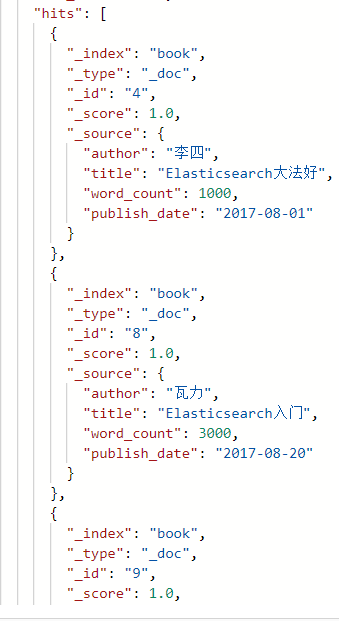 "hits": [
{
"_index": "book",
"_type": "_doc",
"_id": "4",
"_score": 1.0,
"_source": {
"author": "李四",
"title": "Elasticsearch大法好",
"word_count": 1000,
"publish_date": "2017-08-01"
}
},
{
"_index": "book",
"_type": "_doc",
"_id": "8",
"_score": 1.0,
"_source": {
"author": "瓦力",
"title": "Elasticsearch入门",
"word_count": 3000,
"publish_date": "2017-08-20"
}
},
{
"_index": "book",
"_type": "_doc",
"_id": "9",
"_score": 1.0,